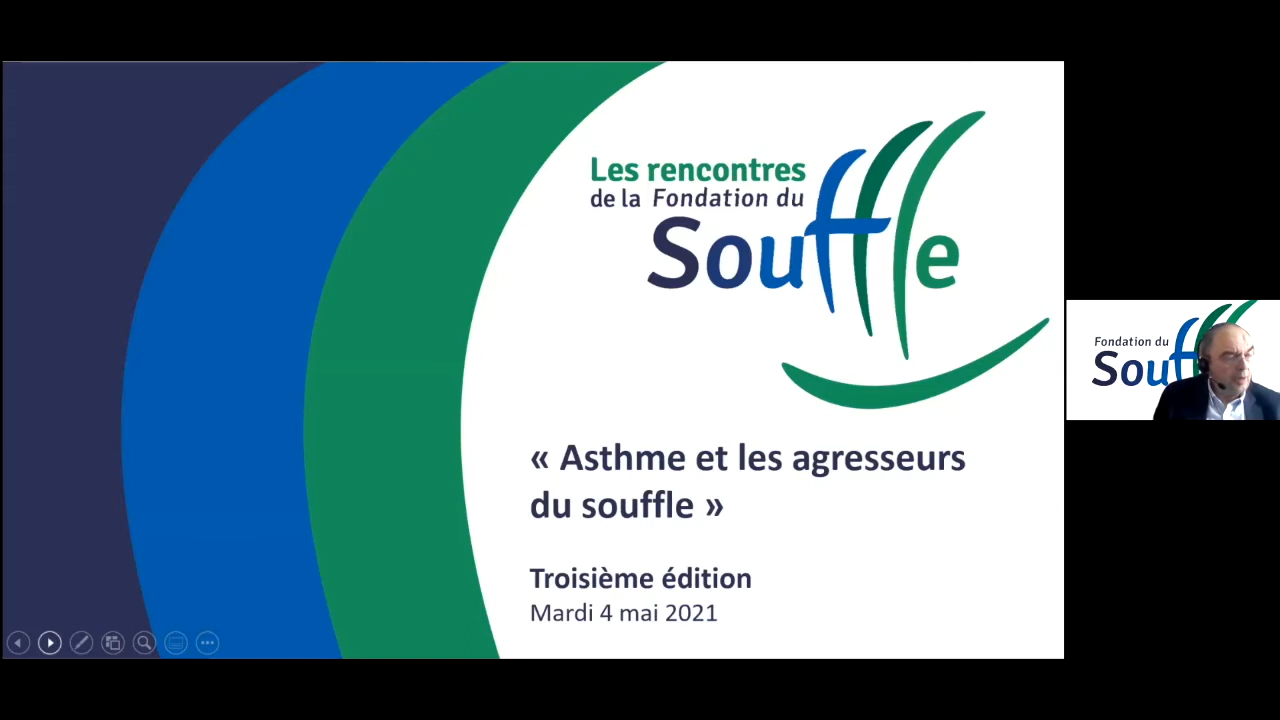 Les rencontres
de la Fondation du
Souffle
« Asthme et les agresseurs
du souffle »
Troisième édition
Mardi 4 mai 2021
Fondation du
Souff